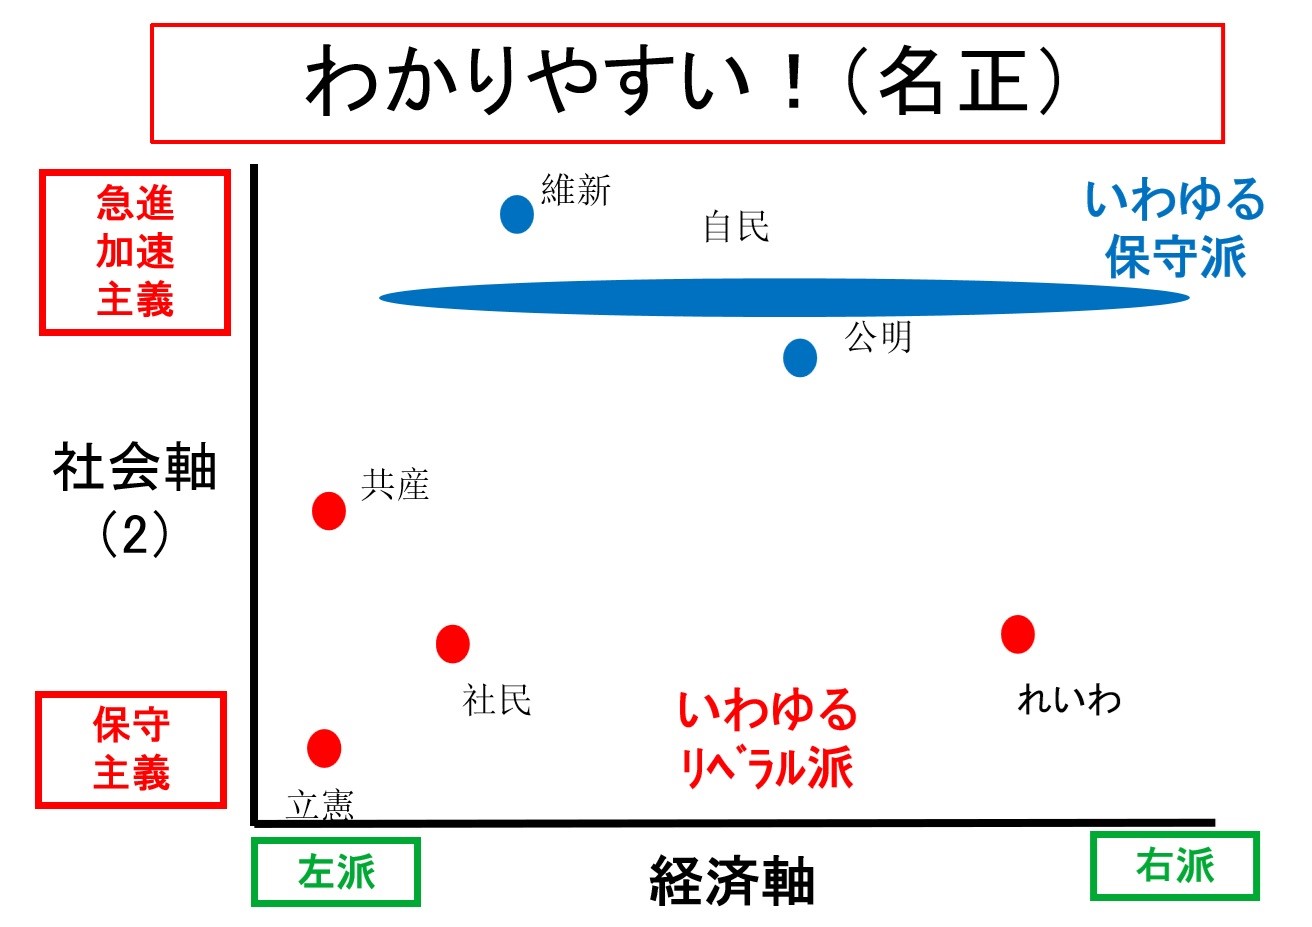 わかりやすい！（名正）
急進
加速
主義
維新
自民
いわゆる
保守派
公明
社会軸
（2）
共産
社民
れいわ
いわゆる
ﾘﾍﾞﾗﾙ派
保守
主義
立憲
左派
経済軸
右派